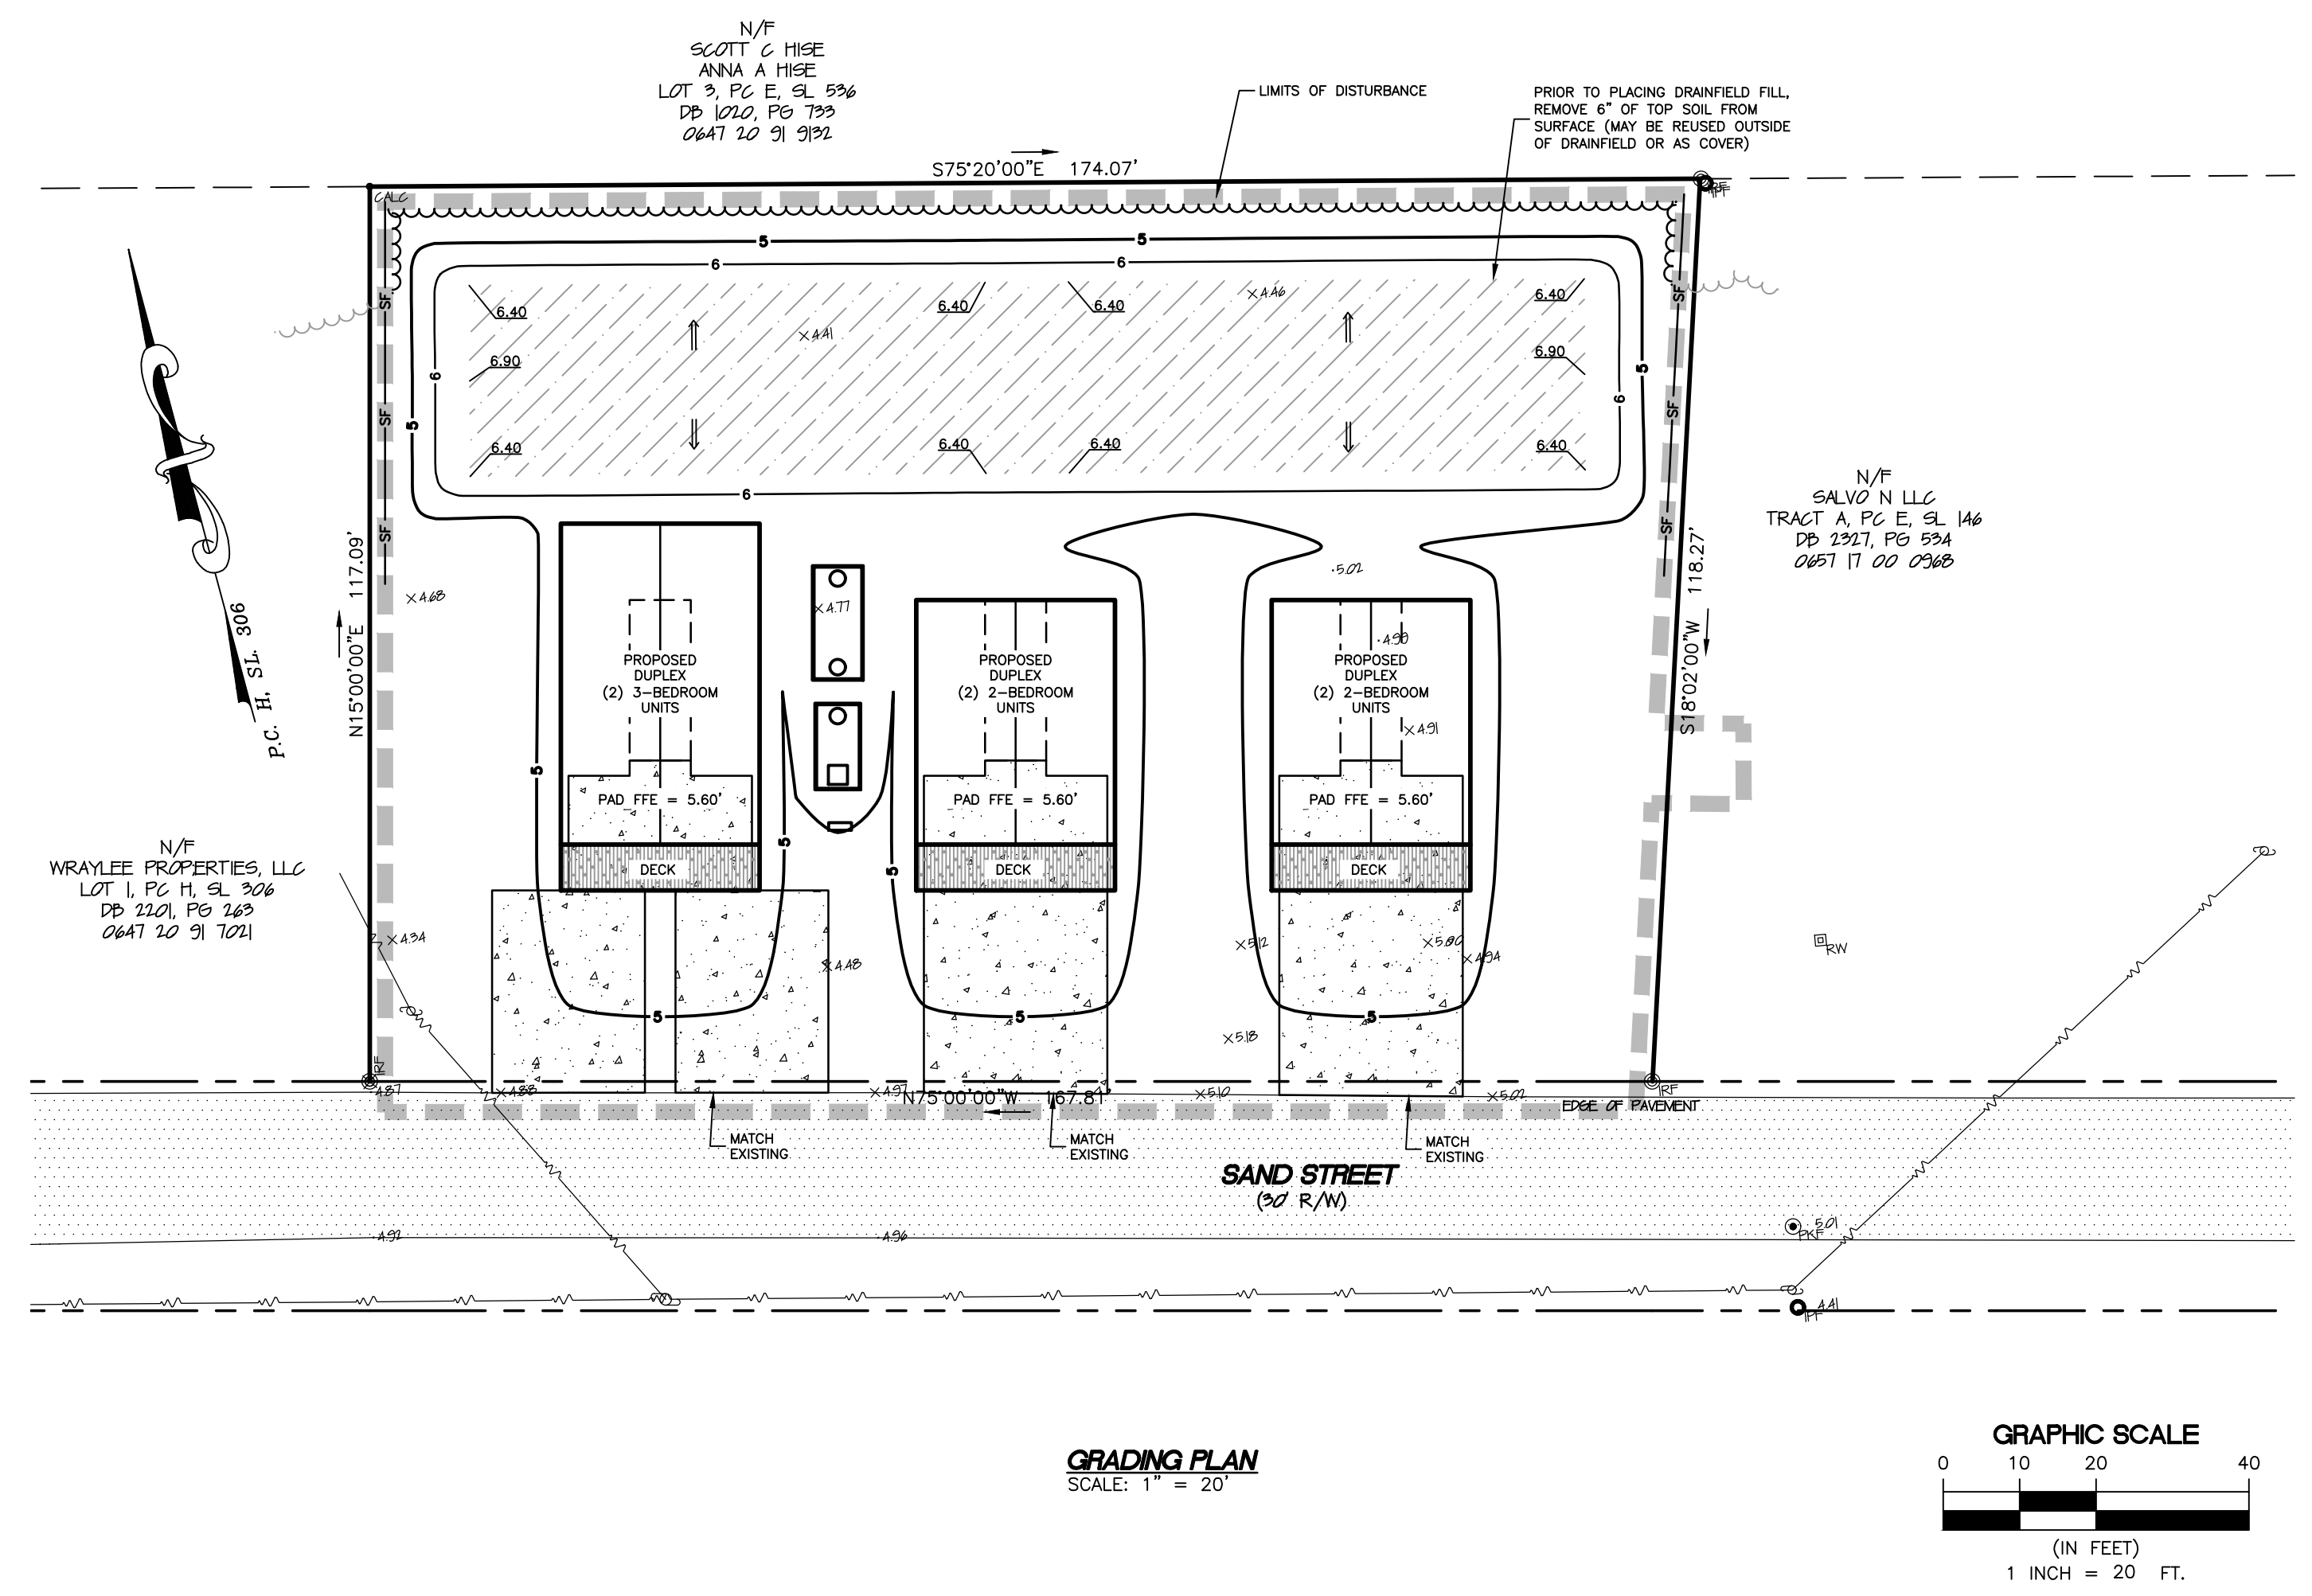 N/F
SCOTT C HISE
ANNA A HISE
LOT 3, PC E, SL 536
DB 1020, PG 733
0647 20 91 9132
LIMITS OF DISTURBANCE
PRIOR TO PLACING DRAINFIELD FILL,
REMOVE 6" OF TOP SOIL FROM
SURFACE (MAY BE REUSED OUTSIDE
OF DRAINFIELD OR AS COVER)
S75°20'00"E 174.07'
CALC
IPF
5
5
6
6
6.40
6.40
6.40
4.46
6.40
SF
SF
4.41
6.90
6.90
6
5
5
6
SF
SF
5
6.40
6.40
6.40
6.40
6
SF
SF
N/F
SALVO N LLC
TRACT A, PC E, SL 146
DB 2327, PG 534
0657 17 00 0968
N15°00'00"E 117.09'
S18°02'00"W 118.27'
P.C. H, SL. 306
4.68
4.77
5.02
4.90
4.91
PROPOSED
DUPLEX
(2) 3-BEDROOM
UNITS
PROPOSED
DUPLEX
(2) 2-BEDROOM
UNITS
PROPOSED
DUPLEX
(2) 2-BEDROOM
UNITS
5
PAD FFE = 5.60'
PAD FFE = 5.60'
PAD FFE = 5.60'
5
5
DECK
DECK
DECK
N/F
WRAYLEE PROPERTIES, LLC
LOT 1, PC H, SL 306
DB 2201, PG 263
0647 20 91 7021
4.34
4.48
5.12
4.94
RW
5
5
5
5.18
IRF
IRF
4.87
4.88
4.97
N75°00'00"W 167.81'
5.10
5.02
EDGE OF PAVEMENT
MATCH
EXISTING
MATCH
EXISTING
MATCH
EXISTING
SAND STREET
(30' R/W)
4.92
4.96
5.01
PKF
4.41
IPF
GRADING PLAN
SCALE: 1" = 20'
GRAPHIC SCALE
0 10 20 40
(IN FEET)
1 INCH = 20 FT.